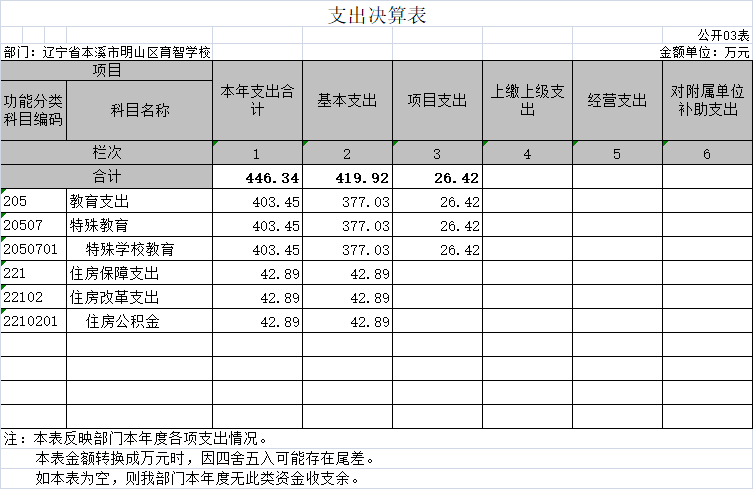 支出决算表
公开03表
部门：辽宁省本溪市明山区育智学校 金额单位：万元
项目 本年支出合计 基本支出 项目支出 上缴上级支出 经营支出 对附属单位补助支出
功能分类科目编码 科目名称
栏次 1 2 3 4 5 6
合计 446.34 419.92 26.42
205 教育支出 403.45 377.03 26.42
20507 特殊教育 403.45 377.03 26.42
2050701 特殊学校教育 403.45 377.03 26.42
221 住房保障支出 42.89 42.89
22102 住房改革支出 42.89 42.89
2210201 住房公积金 42.89 42.89
注：本表反映部门本年度各项支出情况。
本表金额转换成万元时，因四舍五入可能存在尾差。
如本表为空，则我部门本年度无此类资金收支余。